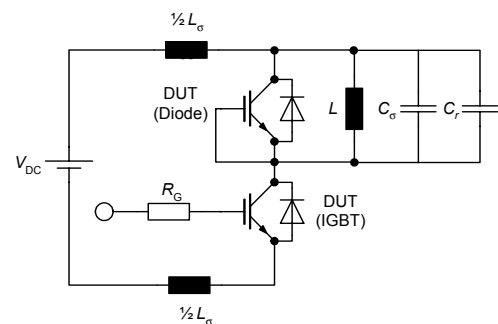 ½ Lσ
DUT
(Diode)
L
Cσ
Cr
VDC
RG
DUT
(IGBT)
½ Lσ